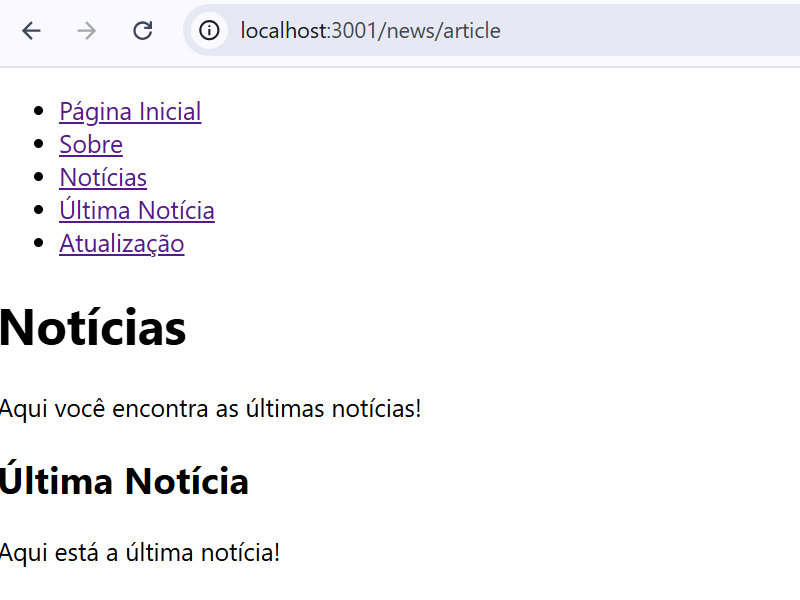 localhost:3001/news/article
Página Inicial
Sobre
Notícias
Última Notícia
Atualização
Notícias
Aqui você encontra as últimas notícias!
Última Notícia
Aqui está a última notícia!